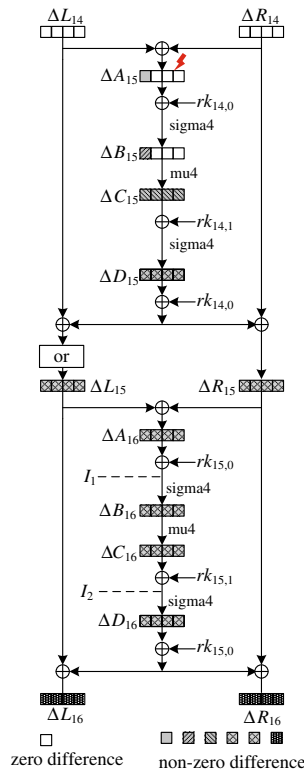 ΔL14 ΔR14
ΔA15
rk14,0
sigma4
ΔB15
mu4
ΔC15
rk14,1
sigma4
ΔD15
rk14,0
or
ΔL15 ΔR15
ΔA16
rk15,0
I1
sigma4
ΔB16
mu4
ΔC16
rk15,1
I2
sigma4
ΔD16
rk15,0
ΔL16 ΔR16
zero difference non-zero difference